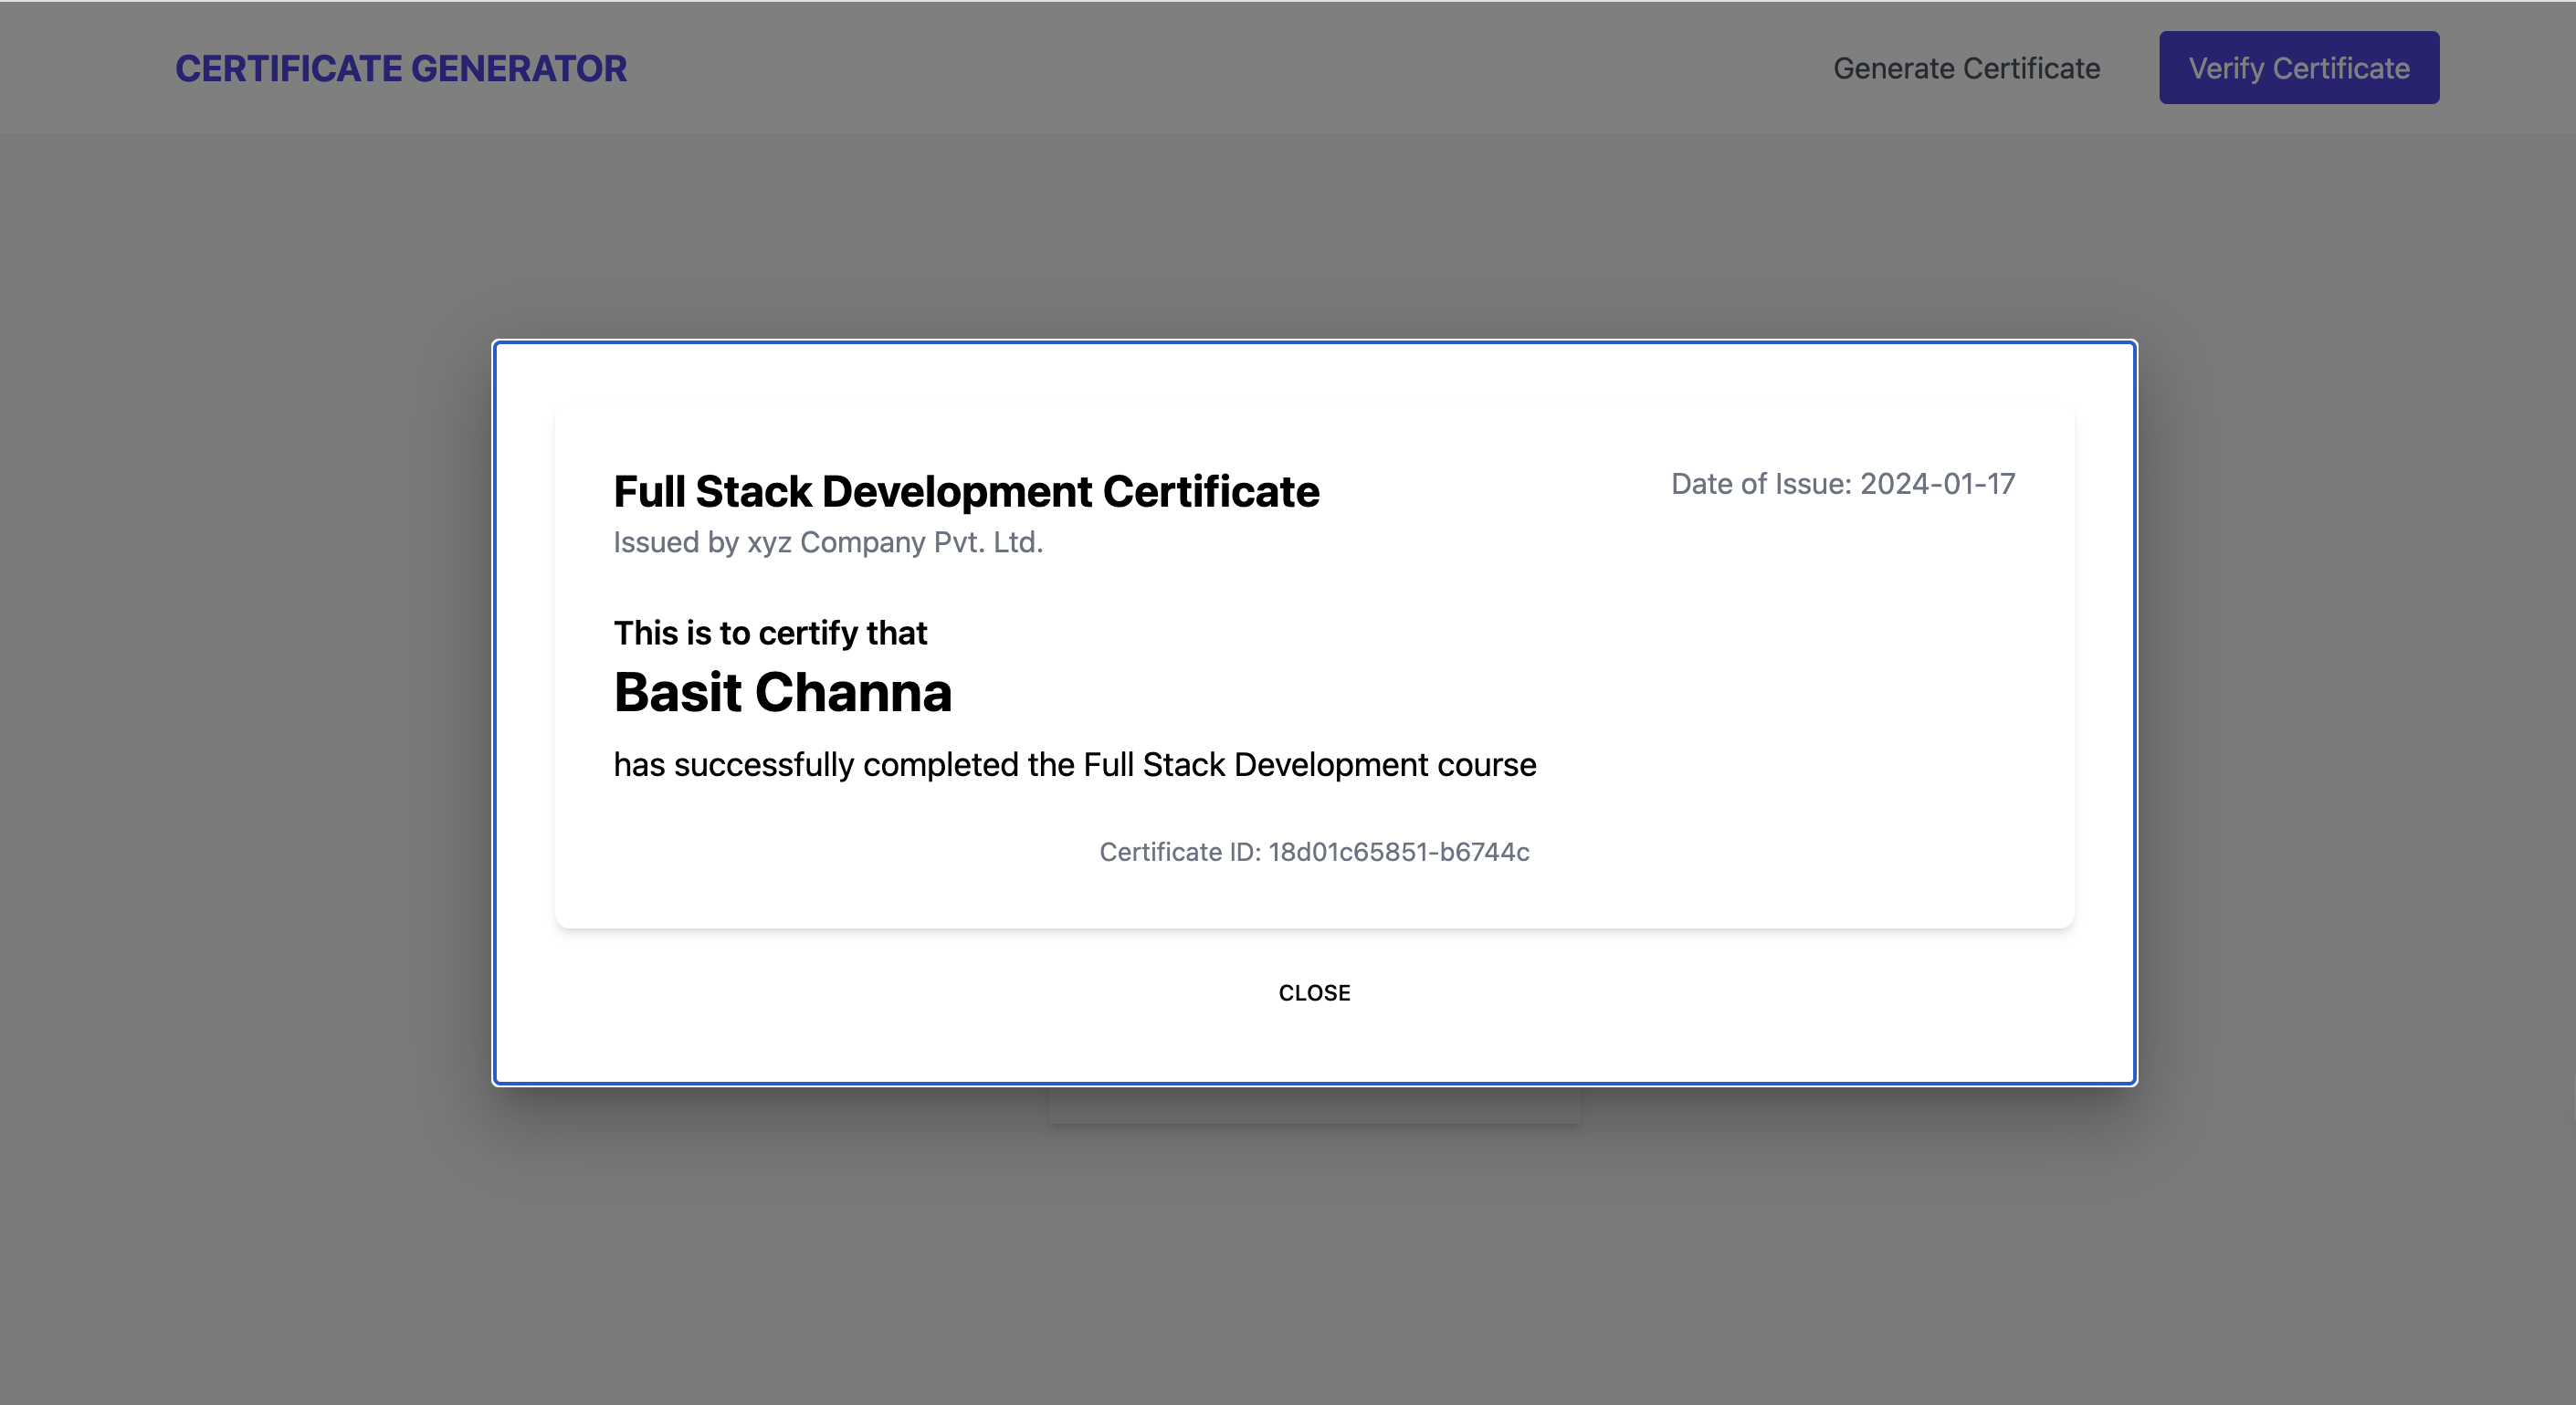 CERTIFICATE GENERATOR
Generate Certificate
Verify Certificate
Full Stack Development Certificate
Date of Issue: 2024-01-17
Issued by xyz Company Pvt. Ltd.
This is to certify that
Basit Channa
has successfully completed the Full Stack Development course
Certificate ID: 18d01c65851-b6744c
CLOSE